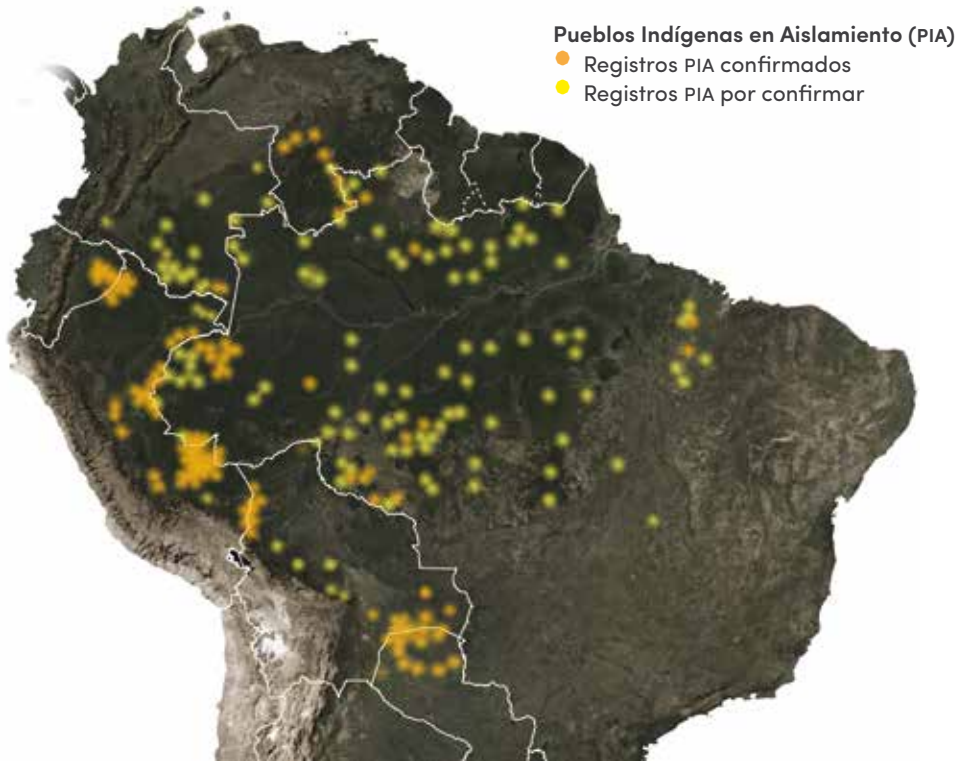 Pueblos Indígenas en Aislamiento (PIA)
Registros PIA confirmados
Registros PIA por confirmar